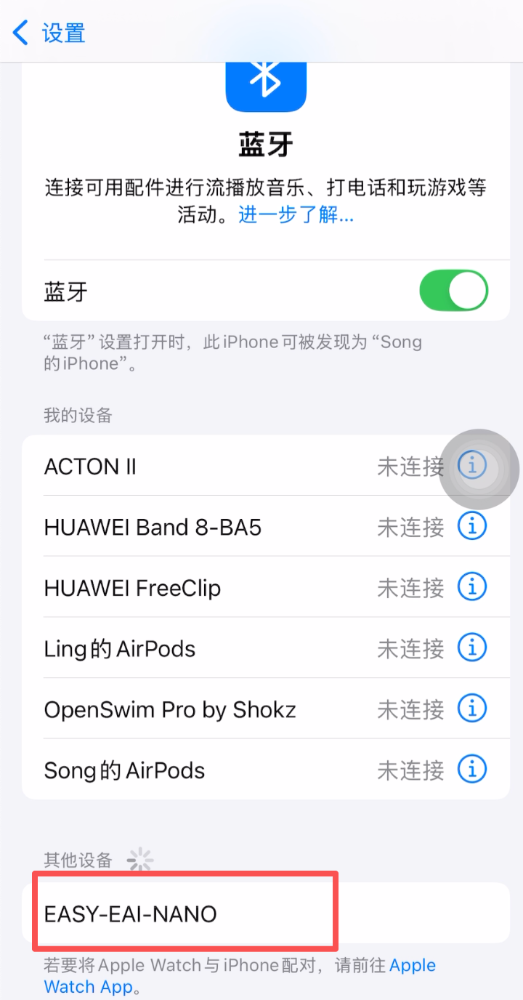 设置
蓝牙
连接可用配件进行流播放音乐、打电话和玩游戏等
活动。进一步了解...
蓝牙
“蓝牙”设置打开时，此 iPhone 可被发现为“Song
的 iPhone”。
我的设备
ACTON II 未连接
HUAWEI Band 8-BA5 未连接
HUAWEI FreeClip 未连接
Ling的 AirPods 未连接
OpenSwim Pro by Shokz 未连接
Song的 AirPods 未连接
其他设备
EASY-EAI-NANO
若要将 Apple Watch 与 iPhone 配对，请前往 Apple
Watch App。